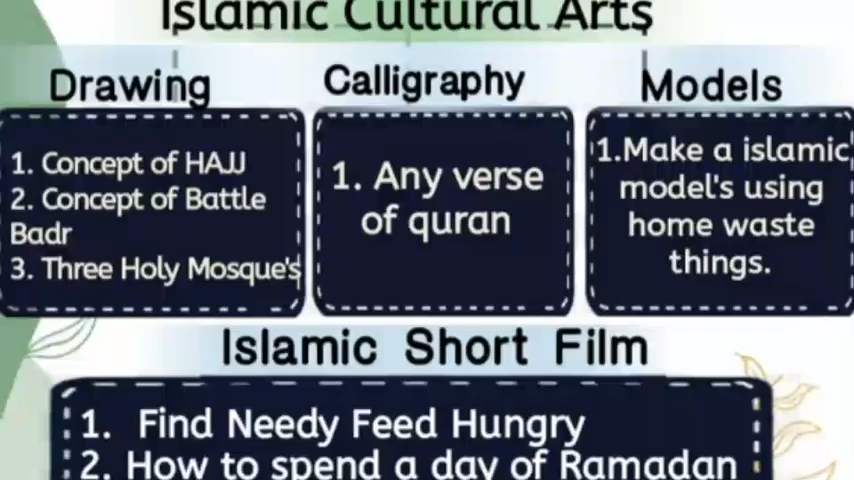 Islamic Cultural Arts
Drawing
1. Concept of HAJJ
2. Concept of Battle
Badr
3. Three Holy Mosque's
Calligraphy
1. Any verse
of quran
Models
1.Make a islamic
model's using
home waste
things.
Islamic Short Film
1. Find Needy Feed Hungry
2. How to spend a day of Ramadan